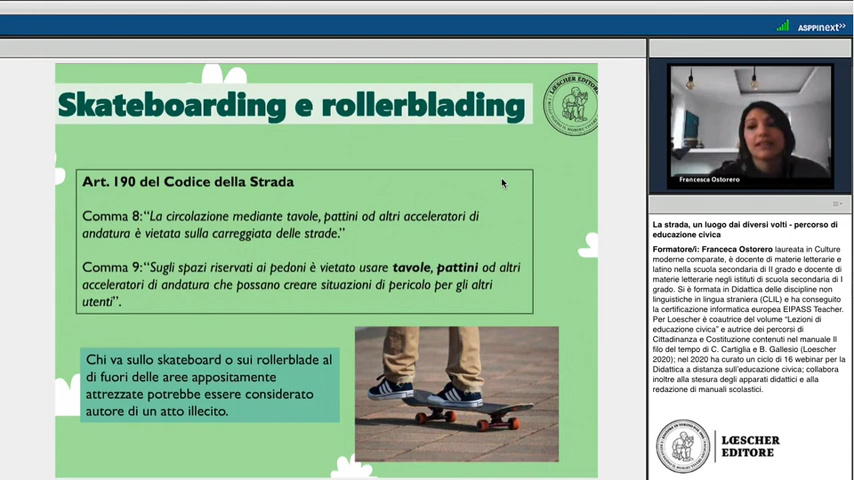 ASPPInext>>
Skateboarding e rollerblading
LŒSCHER EDITORE
Art. 190 del Codice della Strada
Comma 8:“La circolazione mediante tavole, pattini od altri acceleratori di
andatura è vietata sulla carreggiata delle strade.”
Comma 9:“Sugli spazi riservati ai pedoni è vietato usare tavole, pattini od altri
acceleratori di andatura che possano creare situazioni di pericolo per gli altri
utenti”.
Chi va sullo skateboard o sui rollerblade al
di fuori delle aree appositamente
attrezzate potrebbe essere considerato
autore di un atto illecito.
Francesca Ostorero
La strada, un luogo dai diversi volti - percorso di
educazione civica
Formatore/i: Franceca Ostorero laureata in Culture
moderne comparate, è docente di materie letterarie e
latino nella scuola secondaria di II grado e docente di
materie letterarie negli istituti di scuola secondaria di I
grado. Si è formata in Didattica delle discipline non
linguistiche in lingua straniera (CLIL) e ha conseguito
la certificazione informatica europea EIPASS Teacher.
Per Loescher è coautrice del volume “Lezioni di
educazione civica” e autrice dei percorsi di
Cittadinanza e Costituzione contenuti nel manuale Il
filo del tempo di C. Cartiglia e B. Gallesio (Loescher
2020); nel 2020 ha curato un ciclo di 16 webinar per la
Didattica a distanza sull'educazione civica; collabora
inoltre alla stesura degli apparati didattici e alla
redazione di manuali scolastici.
LŒSCHER
EDITORE